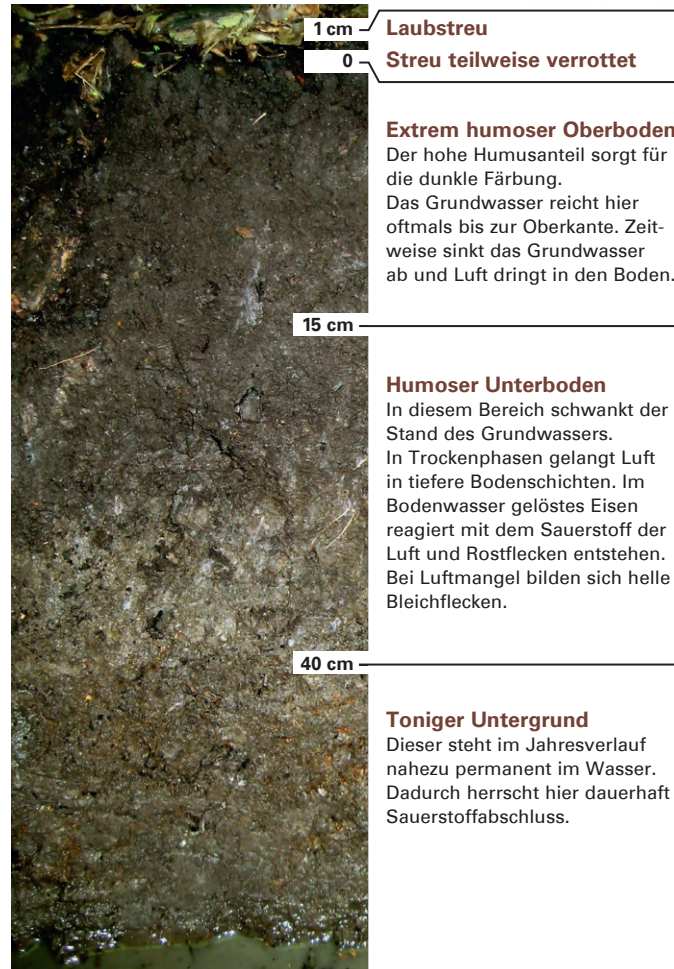 1 cm
Laubstreu
0
Streu teilweise verrottet
Extrem humoser Oberboden
Der hohe Humusanteil sorgt für
die dunkle Färbung.
Das Grundwasser reicht hier
oftmals bis zur Oberkante. Zeit-
weise sinkt das Grundwasser
ab und Luft dringt in den Boden.
15 cm
Humoser Unterboden
In diesem Bereich schwankt der
Stand des Grundwassers.
In Trockenphasen gelangt Luft
in tiefere Bodenschichten. Im
Bodenwasser gelöstes Eisen
reagiert mit dem Sauerstoff der
Luft und Rostflecken entstehen.
Bei Luftmangel bilden sich helle
Bleichflecken.
40 cm
Toniger Untergrund
Dieser steht im Jahresverlauf
nahezu permanent im Wasser.
Dadurch herrscht hier dauerhaft
Sauerstoffabschluss.